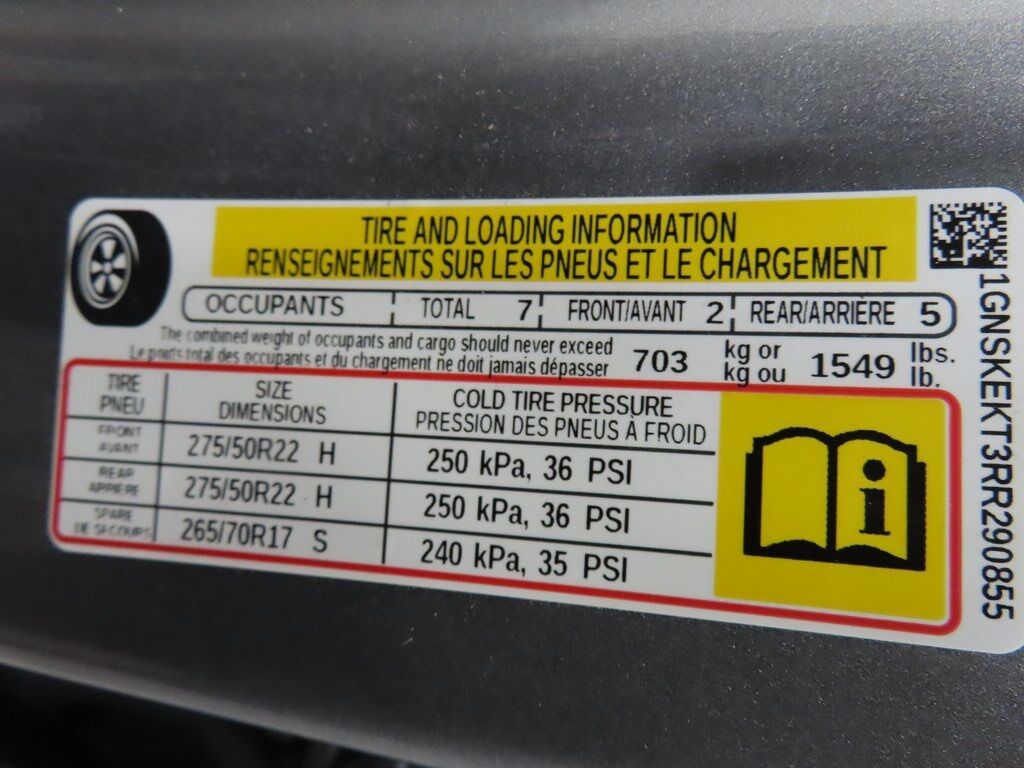 TIRE AND LOADING INFORMATION
RENSEIGNEMENTS SUR LES PNEUS ET LE CHARGEMENT
OCCUPANTS TOTAL 7 FRONT/AVANT 2 REAR/ARRIÈRE 5
The combined weight of occupants and cargo should never exceed
Le poids total des occupants et du chargement ne doit jamais dépasser
703 kg or 1549 lbs.
kg ou lb.
TIRE SIZE COLD TIRE PRESSURE
PNEU DIMENSIONS PRESSION DES PNEUS À FROID
FRONT
AVANT
275/50R22 H 250 kPa, 36 PSI
REAR
ARRIERE
275/50R22 H 250 kPa, 36 PSI
SPARE
DE SECOURS
265/70R17 S 240 kPa, 35 PSI
i
1GNSKEKT3RR290855